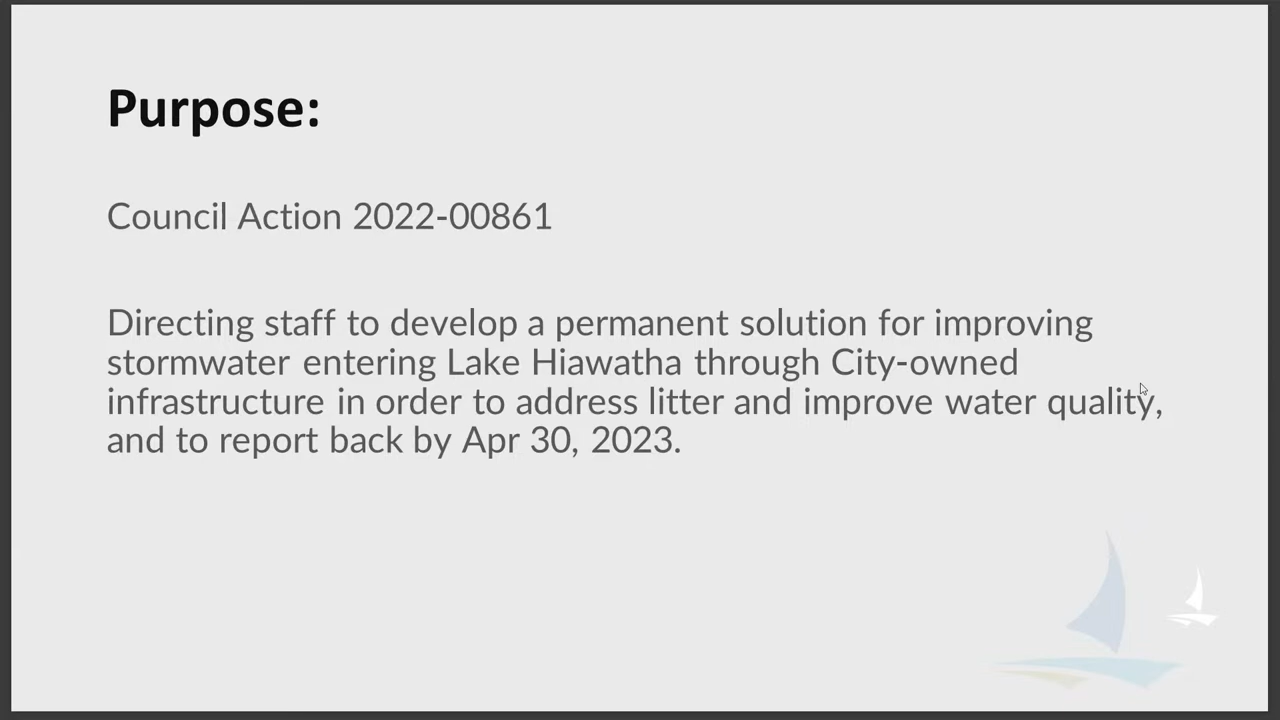 Purpose:
Council Action 2022-00861
Directing staff to develop a permanent solution for improving
stormwater entering Lake Hiawatha through City-owned
infrastructure in order to address litter and improve water quality,
and to report back by Apr 30, 2023.